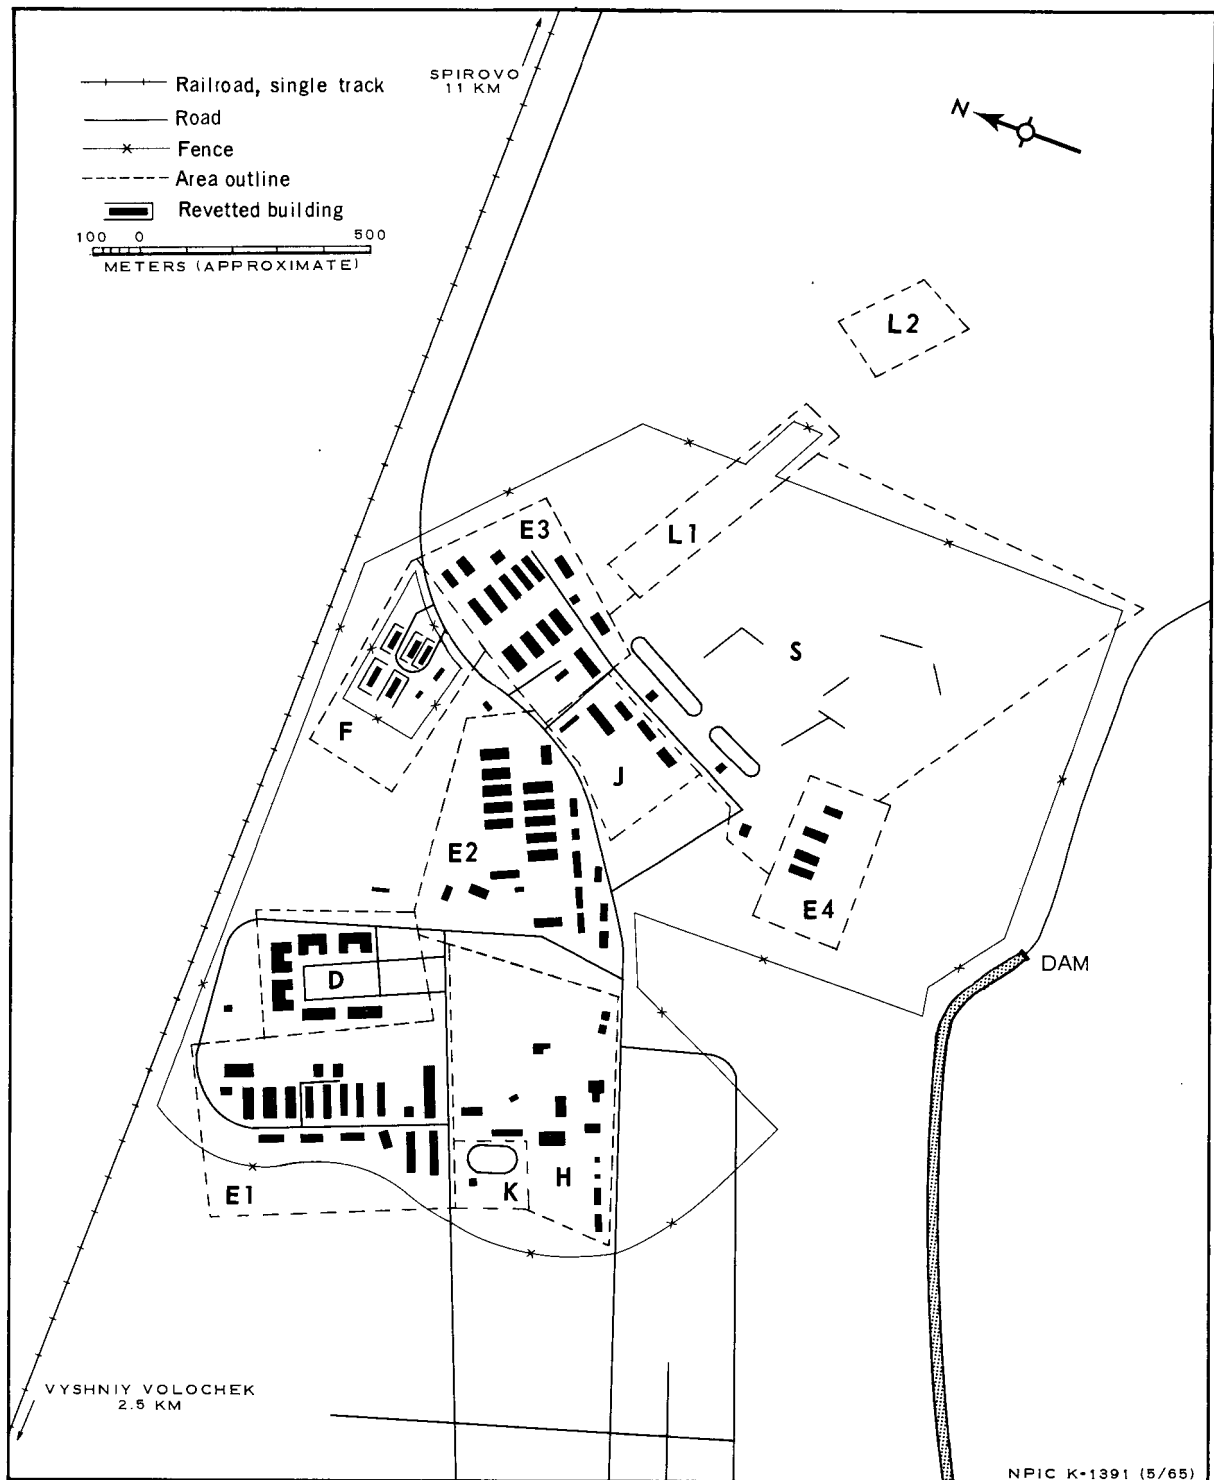 SPIROVO
11 KM
Railroad, single track
Road
Fence
Area outline
Revetted building
100 0 500
METERS (APPROXIMATE)
N
L2
E3
L1
S
F
J
E2
E4
D
DAM
E1
K
H
VYSHNIY VOLOCHEK
2.5 KM
NPIC K-1391 (5/65)